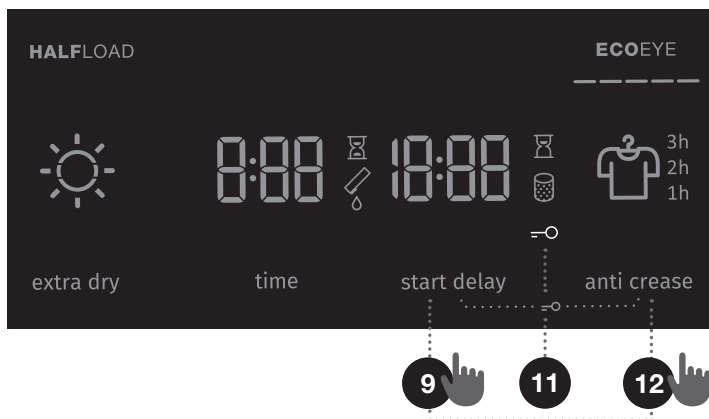 HALFLOAD
ECOEYE
8:88
18:88
3h
2h
1h
extra dry
time
start delay
anti crease
9
11
12